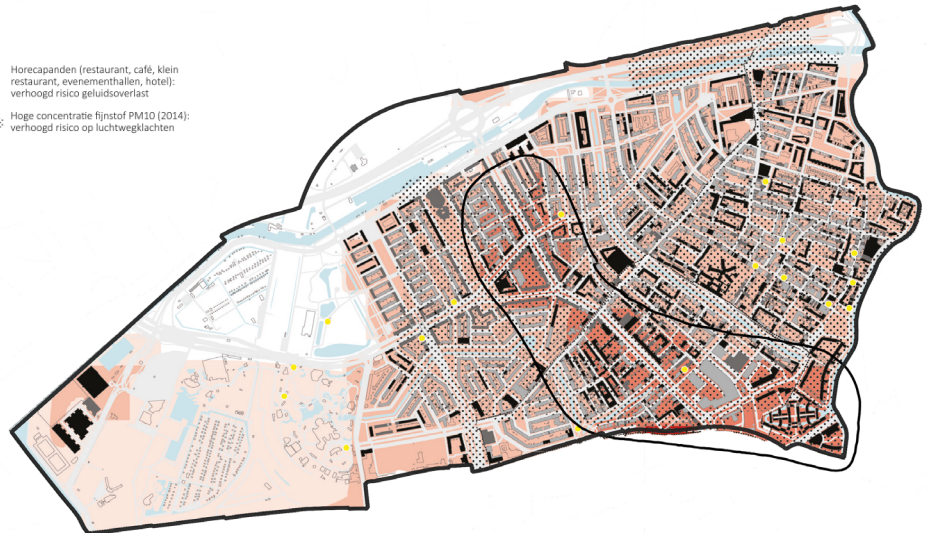 Horecapanden (restaurant, café, klein
restaurant, evenementhallen, hotel):
verhoogd risico geluidsoverlast
Hoge concentratie fijnstof PM10 (2014):
verhoogd risico op luchtwegklachten